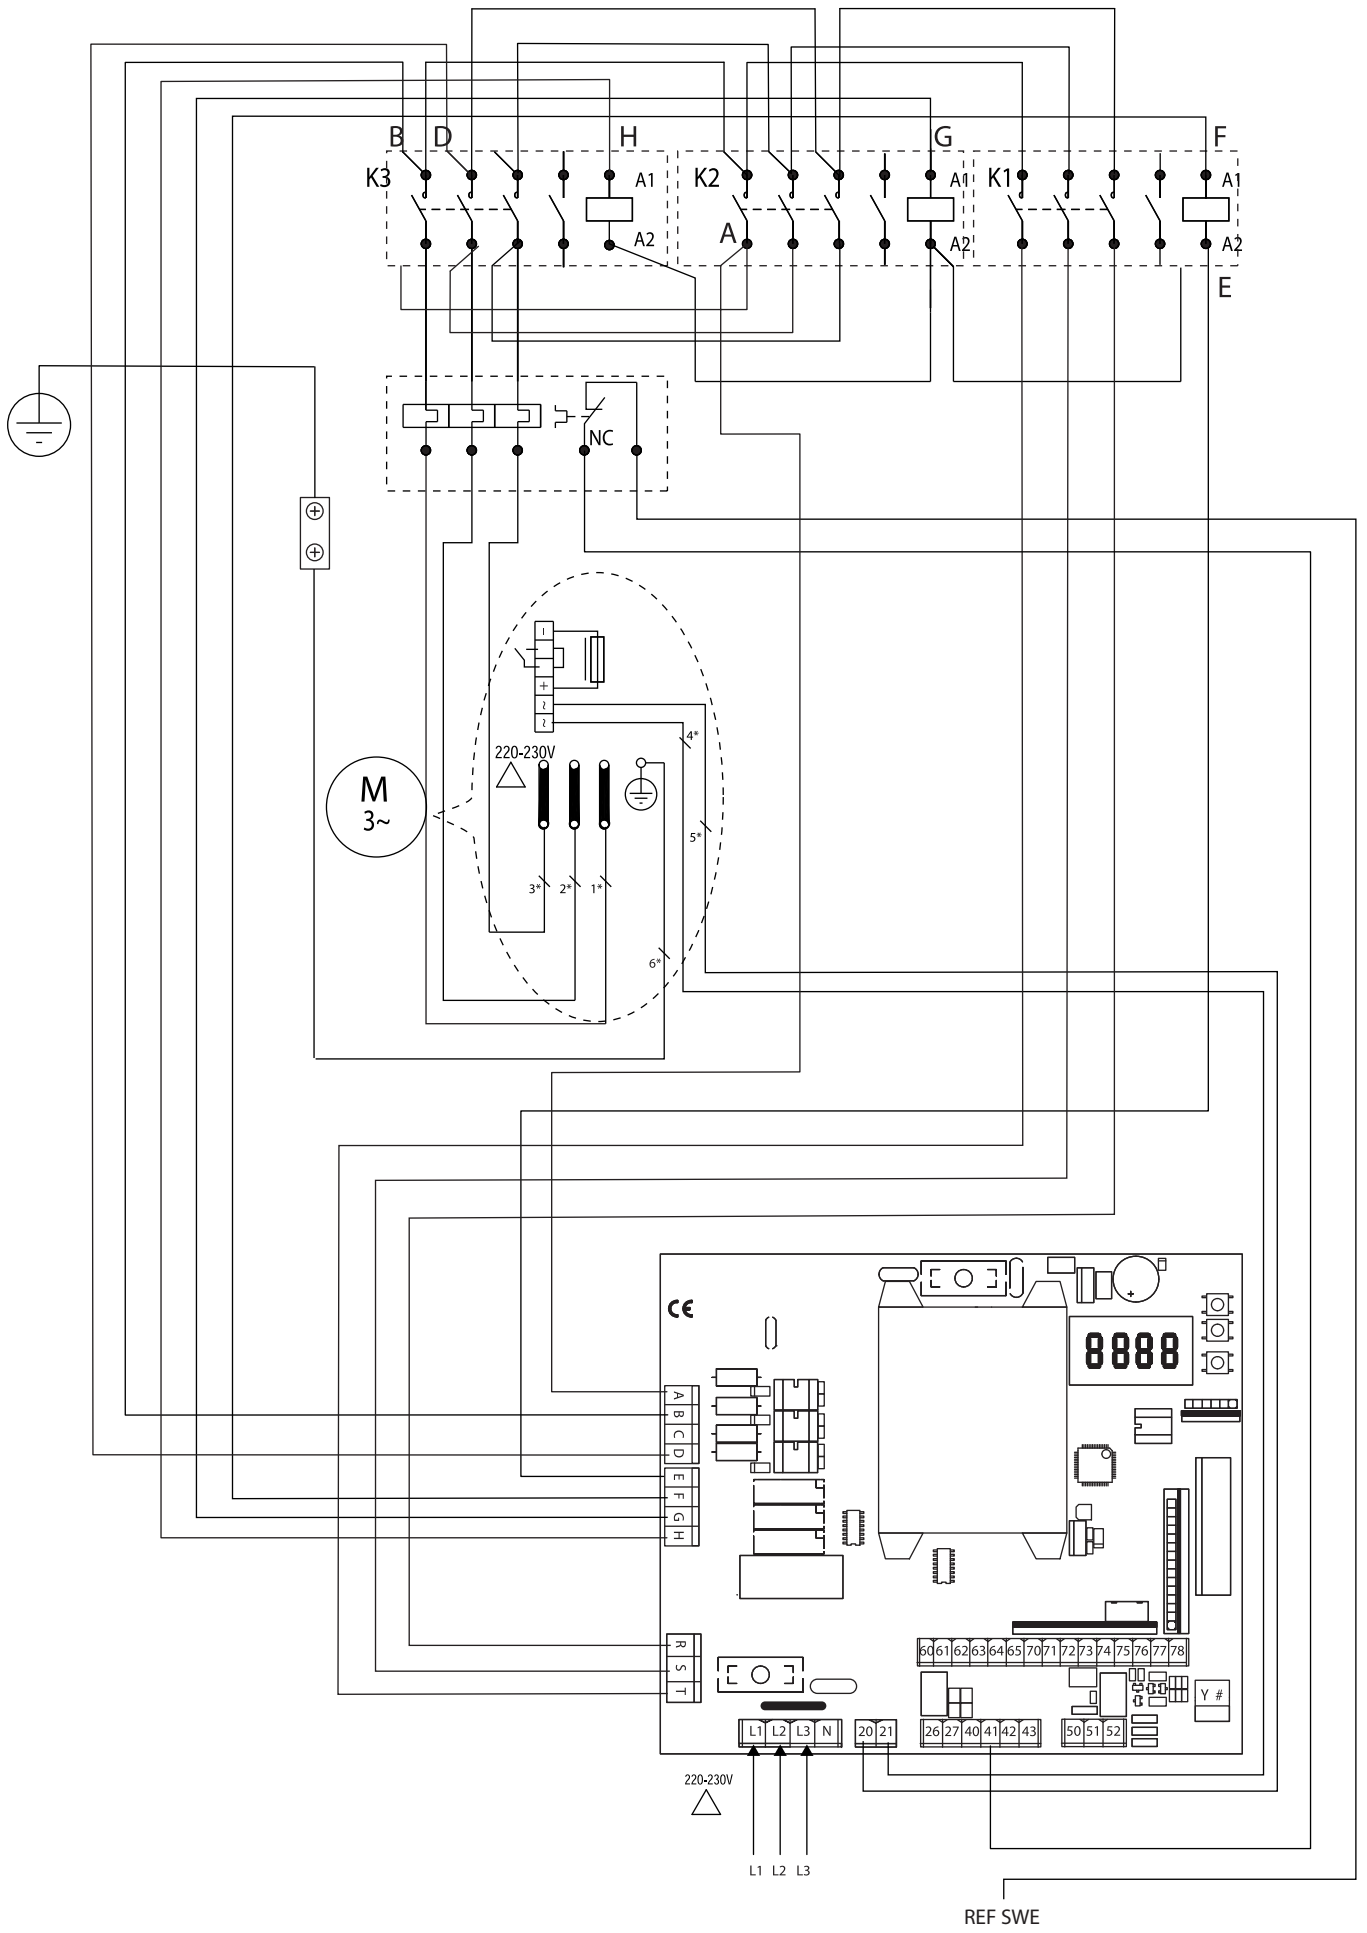 B D H G F
K3 A1 K2 A1 K1 A1
A2 A A2 A2
E
NC
4*
220-230V
M
3~
5*
3* 2* 1*
6*
CE
8888
A
B
C
D
E
F
G
H
R
S
T
60 61 62 63 64 65 70 71 72 73 74 75 76 77 78
Y #
L1 L2 L3 N 20 21 26 27 40 41 42 43 50 51 52
220-230V
L1 L2 L3
REF SWE